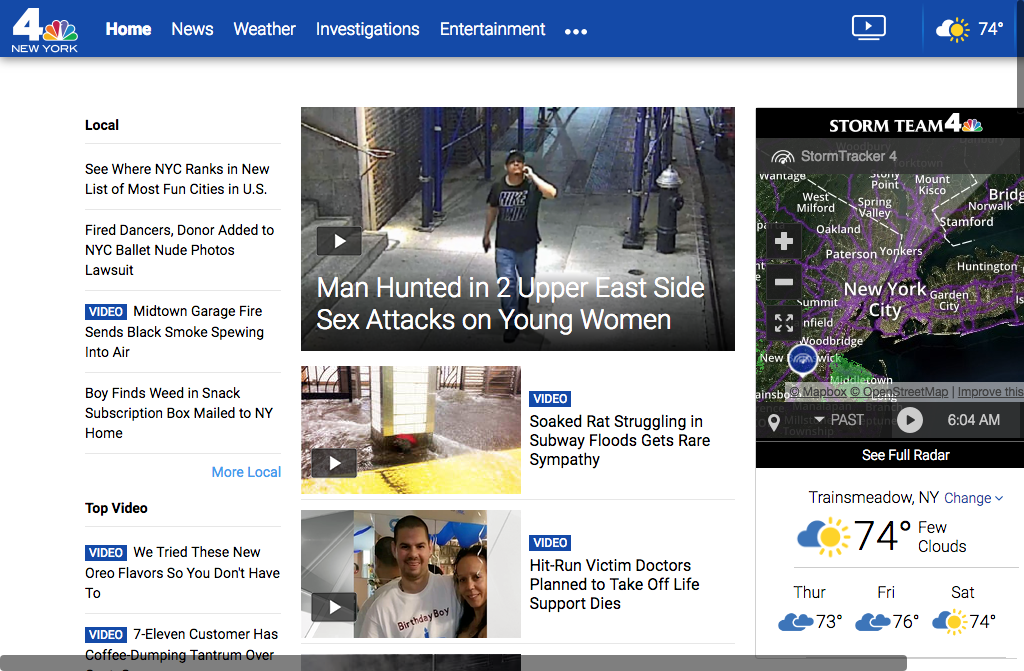 4
NEW YORK
Home News Weather Investigations Entertainment
74°
Local
See Where NYC Ranks in New
List of Most Fun Cities in U.S.
Fired Dancers, Donor Added to
NYC Ballet Nude Photos
Lawsuit
VIDEO Midtown Garage Fire
Sends Black Smoke Spewing
Into Air
Boy Finds Weed in Snack
Subscription Box Mailed to NY
Home
More Local
Top Video
VIDEO We Tried These New
Oreo Flavors So You Don't Have
To
VIDEO 7-Eleven Customer Has
Coffee-Dumping Tantrum Over
NIKE
WIN
Man Hunted in 2 Upper East Side
Sex Attacks on Young Women
VIDEO
Soaked Rat Struggling in
Subway Floods Gets Rare
Sympathy
Birthday Boy
VIDEO
Hit-Run Victim Doctors
Planned to Take Off Life
Support Dies
STORM TEAM 4
StormTracker 4
Wantage
Stony
Point
Mount
Kisco
West
Milford
Spring
Valley
Norwalk
Stamford
Oakland
Paterson Yonkers
Huntington
New York
City
Garden
City
Woodbridge
Middletown
© Mapbox © OpenStreetMap | Improve this
PAST
6:04 AM
See Full Radar
Trainsmeadow, NY Change
74° Few
Clouds
Thur Fri Sat
73° 76° 74°